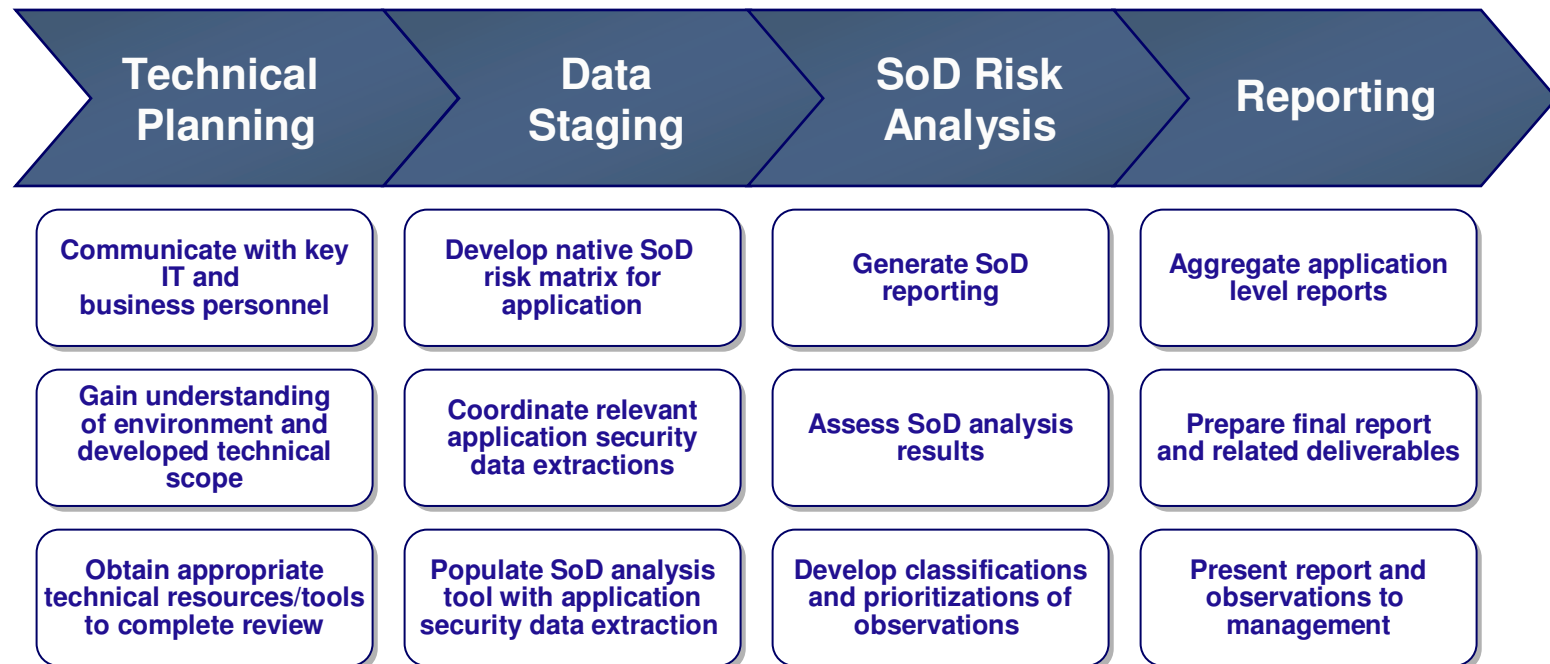 Technical
Planning
Data
Staging
SoD Risk
Analysis
Reporting
Communicate with key
IT and
business personnel
Develop native SoD
risk matrix for
application
Generate SoD
reporting
Aggregate application
level reports
Gain understanding
of environment and
developed technical
scope
Coordinate relevant
application security
data extractions
Assess SoD analysis
results
Prepare final report
and related deliverables
Obtain appropriate
technical resources/tools
to complete review
Populate SoD analysis
tool with application
security data extraction
Develop classifications
and prioritizations of
observations
Present report and
observations to
management